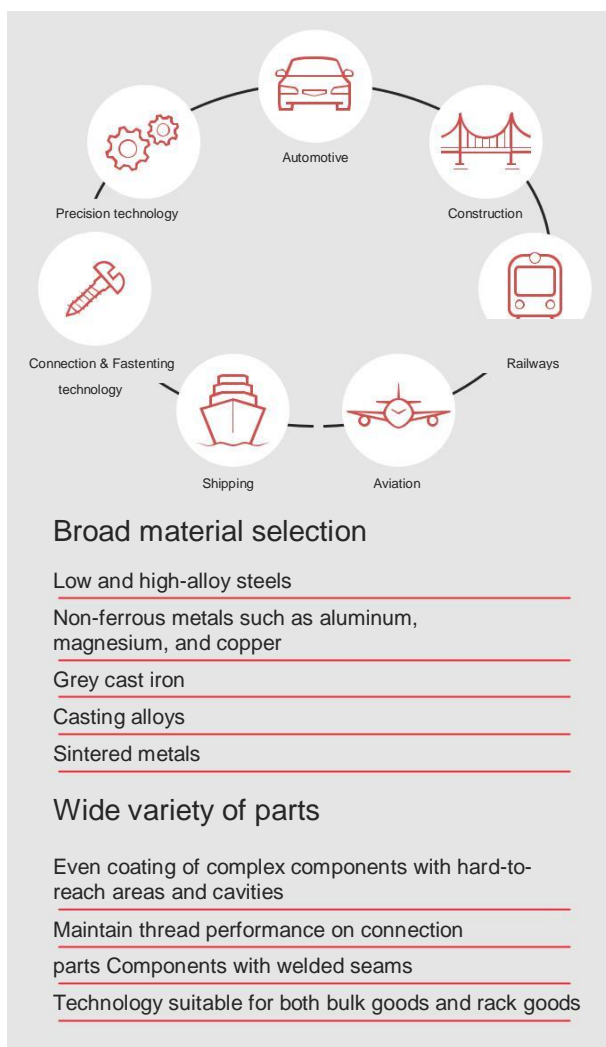 Automotive
Precision technology
Construction
Connection & Fastenting
technology
Railways
Shipping
Aviation
Broad material selection
Low and high-alloy steels
Non-ferrous metals such as aluminum,
magnesium, and copper
Grey cast iron
Casting alloys
Sintered metals
Wide variety of parts
Even coating of complex components with hard-to-
reach areas and cavities
Maintain thread performance on connection
parts Components with welded seams
Technology suitable for both bulk goods and rack goods